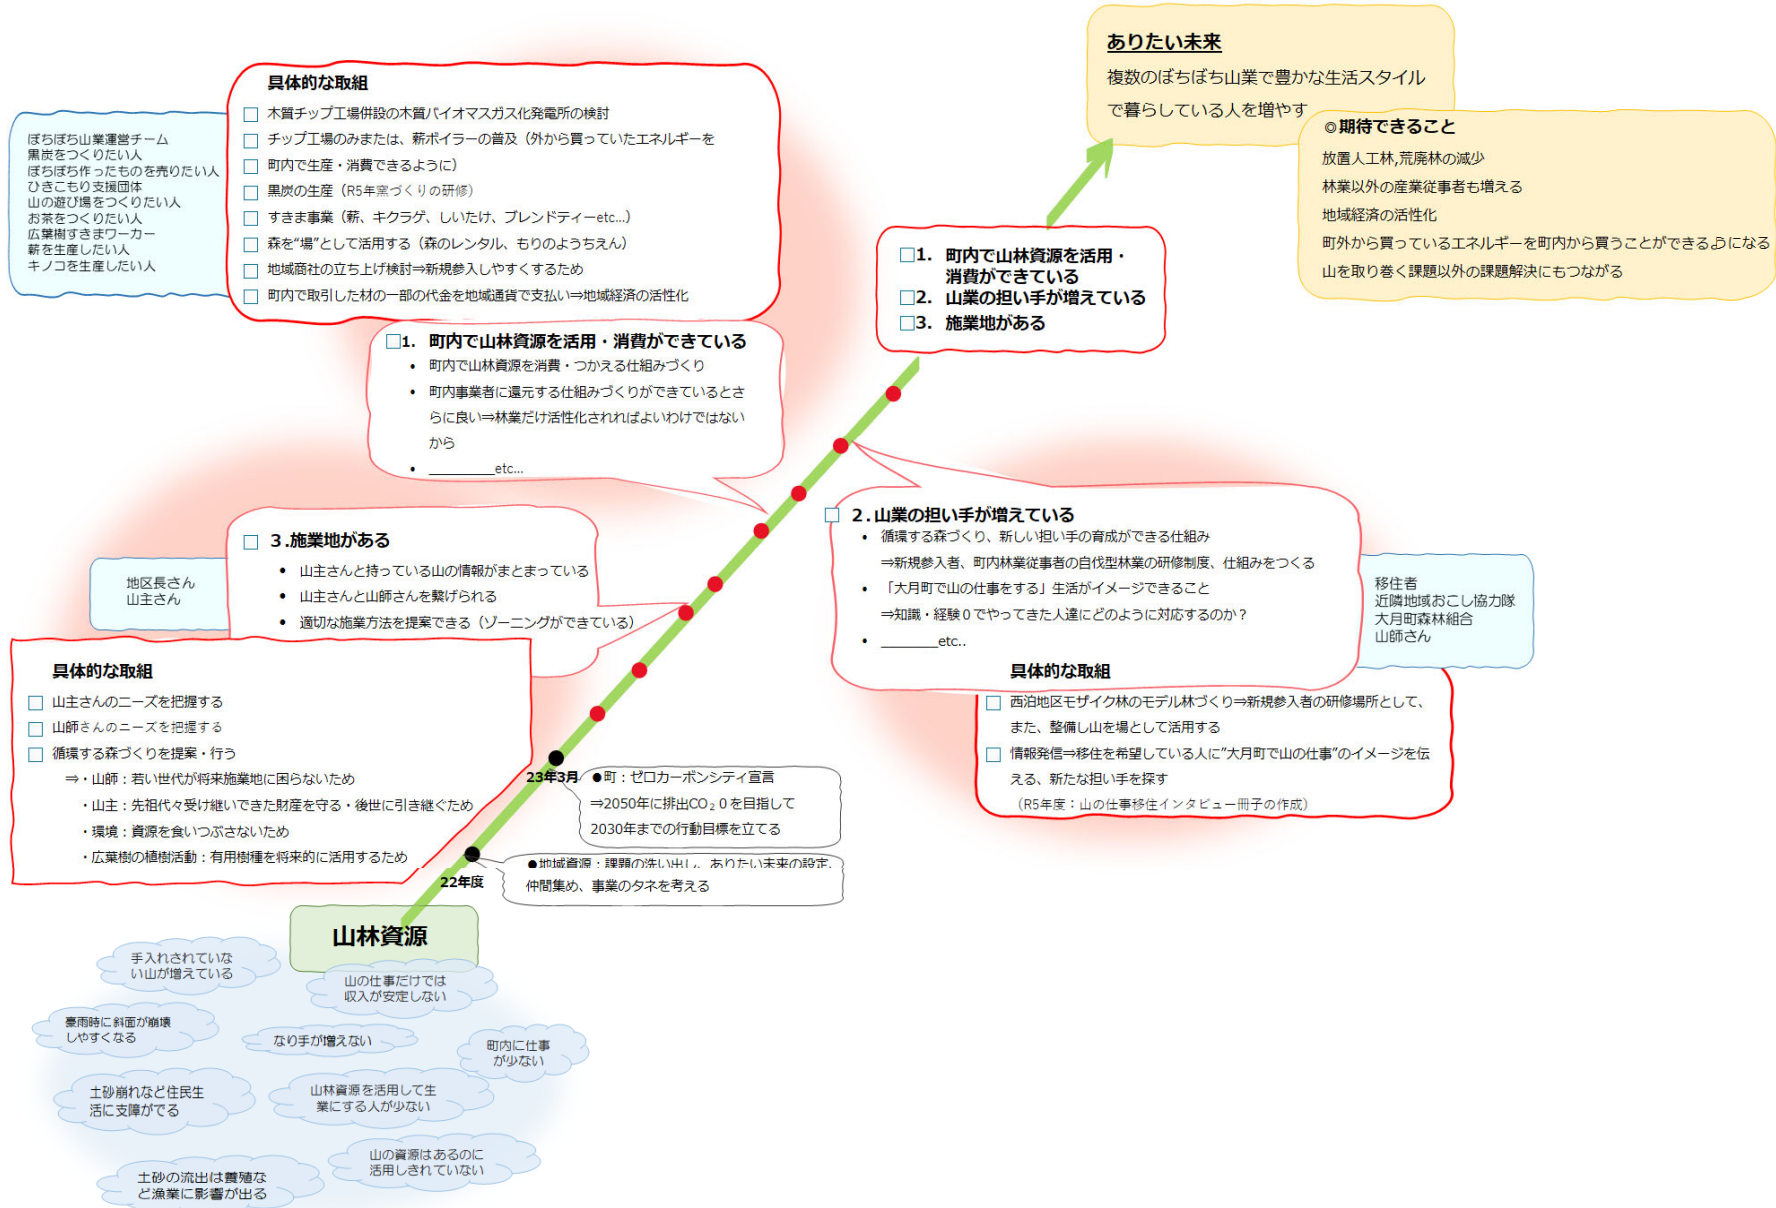 ありたい未来
複数のぼちぼち山業で豊かな生活スタイル
で暮らしている人を増やす
◎期待できること
放置人工林,荒廃林の減少
林業以外の産業従事者も増える
地域経済の活性化
町外から買っているエネルギーを町内から買うことができるようになる
山を取り巻く課題以外の課題解決にもつながる
具体的な取組
□ 木質チップ工場併設の木質バイオマスガス化発電所の検討
□ チップ工場のみまたは、薪ボイラーの普及（外から買っていたエネルギーを
□ 町内で生産・消費できるように）
□ 黒炭の生産（R5年窯づくりの研修）
□ すきま事業（薪、キクラゲ、しいたけ、ブレンドティーetc...）
□ 森を“場”として活用する（森のレンタル、もりのようちえん）
□ 地域商社の立ち上げ検討⇒新規参入しやすくするため
□ 町内で取引した材の一部の代金を地域通貨で支払い⇒地域経済の活性化
ぼちぼち山業運営チーム
黒炭をつくりたい人
ぼちぼち作ったものを売りたい人
ひきこもり支援団体
山の遊び場をつくりたい人
お茶をつくりたい人
広葉樹すきまワーカー
薪を生産したい人
キノコを生産したい人
□1. 町内で山林資源を活用・
消費ができている
□2. 山業の担い手が増えている
□3. 施業地がある
□1. 町内で山林資源を活用・消費ができている
• 町内で山林資源を消費・つかえる仕組みづくり
• 町内事業者に還元する仕組みづくりができているとさ
らに良い⇒林業だけ活性化されればよいわけではない
から
• _________etc...
□ 3.施業地がある
• 山主さんと持っている山の情報がまとまっている
• 山主さんと山師さんを繋げられる
• 適切な施業方法を提案できる（ゾーニングができている）
地区長さん
山主さん
□ 2.山業の担い手が増えている
• 循環する森づくり、新しい担い手の育成ができる仕組み
⇒新規参入者、町内林業従事者の自伐型林業の研修制度、仕組みをつくる
• 「大月町で山の仕事をする」生活がイメージできること
⇒知識・経験０でやってきた人達にどのように対応するのか？
• ________etc..
移住者
近隣地域おこし協力隊
大月町森林組合
山師さん
具体的な取組
□ 西泊地区モザイク林のモデル林づくり⇒新規参入者の研修場所として、
また、整備し山を場として活用する
□ 情報発信⇒移住を希望している人に”大月町で山の仕事”のイメージを伝
える、新たな担い手を探す
（R5年度：山の仕事移住インタビュー冊子の作成）
具体的な取組
□ 山主さんのニーズを把握する
□ 山師さんのニーズを把握する
□ 循環する森づくりを提案・行う
⇒・山師：若い世代が将来施業地に困らないため
・山主：先祖代々受け継いできた財産を守る・後世に引き継ぐため
・環境：資源を食いつぶさないため
・広葉樹の植樹活動：有用樹種を将来的に活用するため
23年3月
●町：ゼロカーボンシティ宣言
⇒2050年に排出CO₂０を目指して
2030年までの行動目標を立てる
22年度
●地域資源：課題の洗い出し、ありたい未来の設定、
仲間集め、事業のタネを考える
山林資源
手入れされていな
い山が増えている
山の仕事だけでは
収入が安定しない
豪雨時に斜面が崩壊
しやすくなる
なり手が増えない
町内に仕事
が少ない
土砂崩れなど住民生
活に支障がでる
山林資源を活用して生
業にする人が少ない
山の資源はあるのに
活用しきれていない
土砂の流出は養殖な
ど漁業に影響が出る